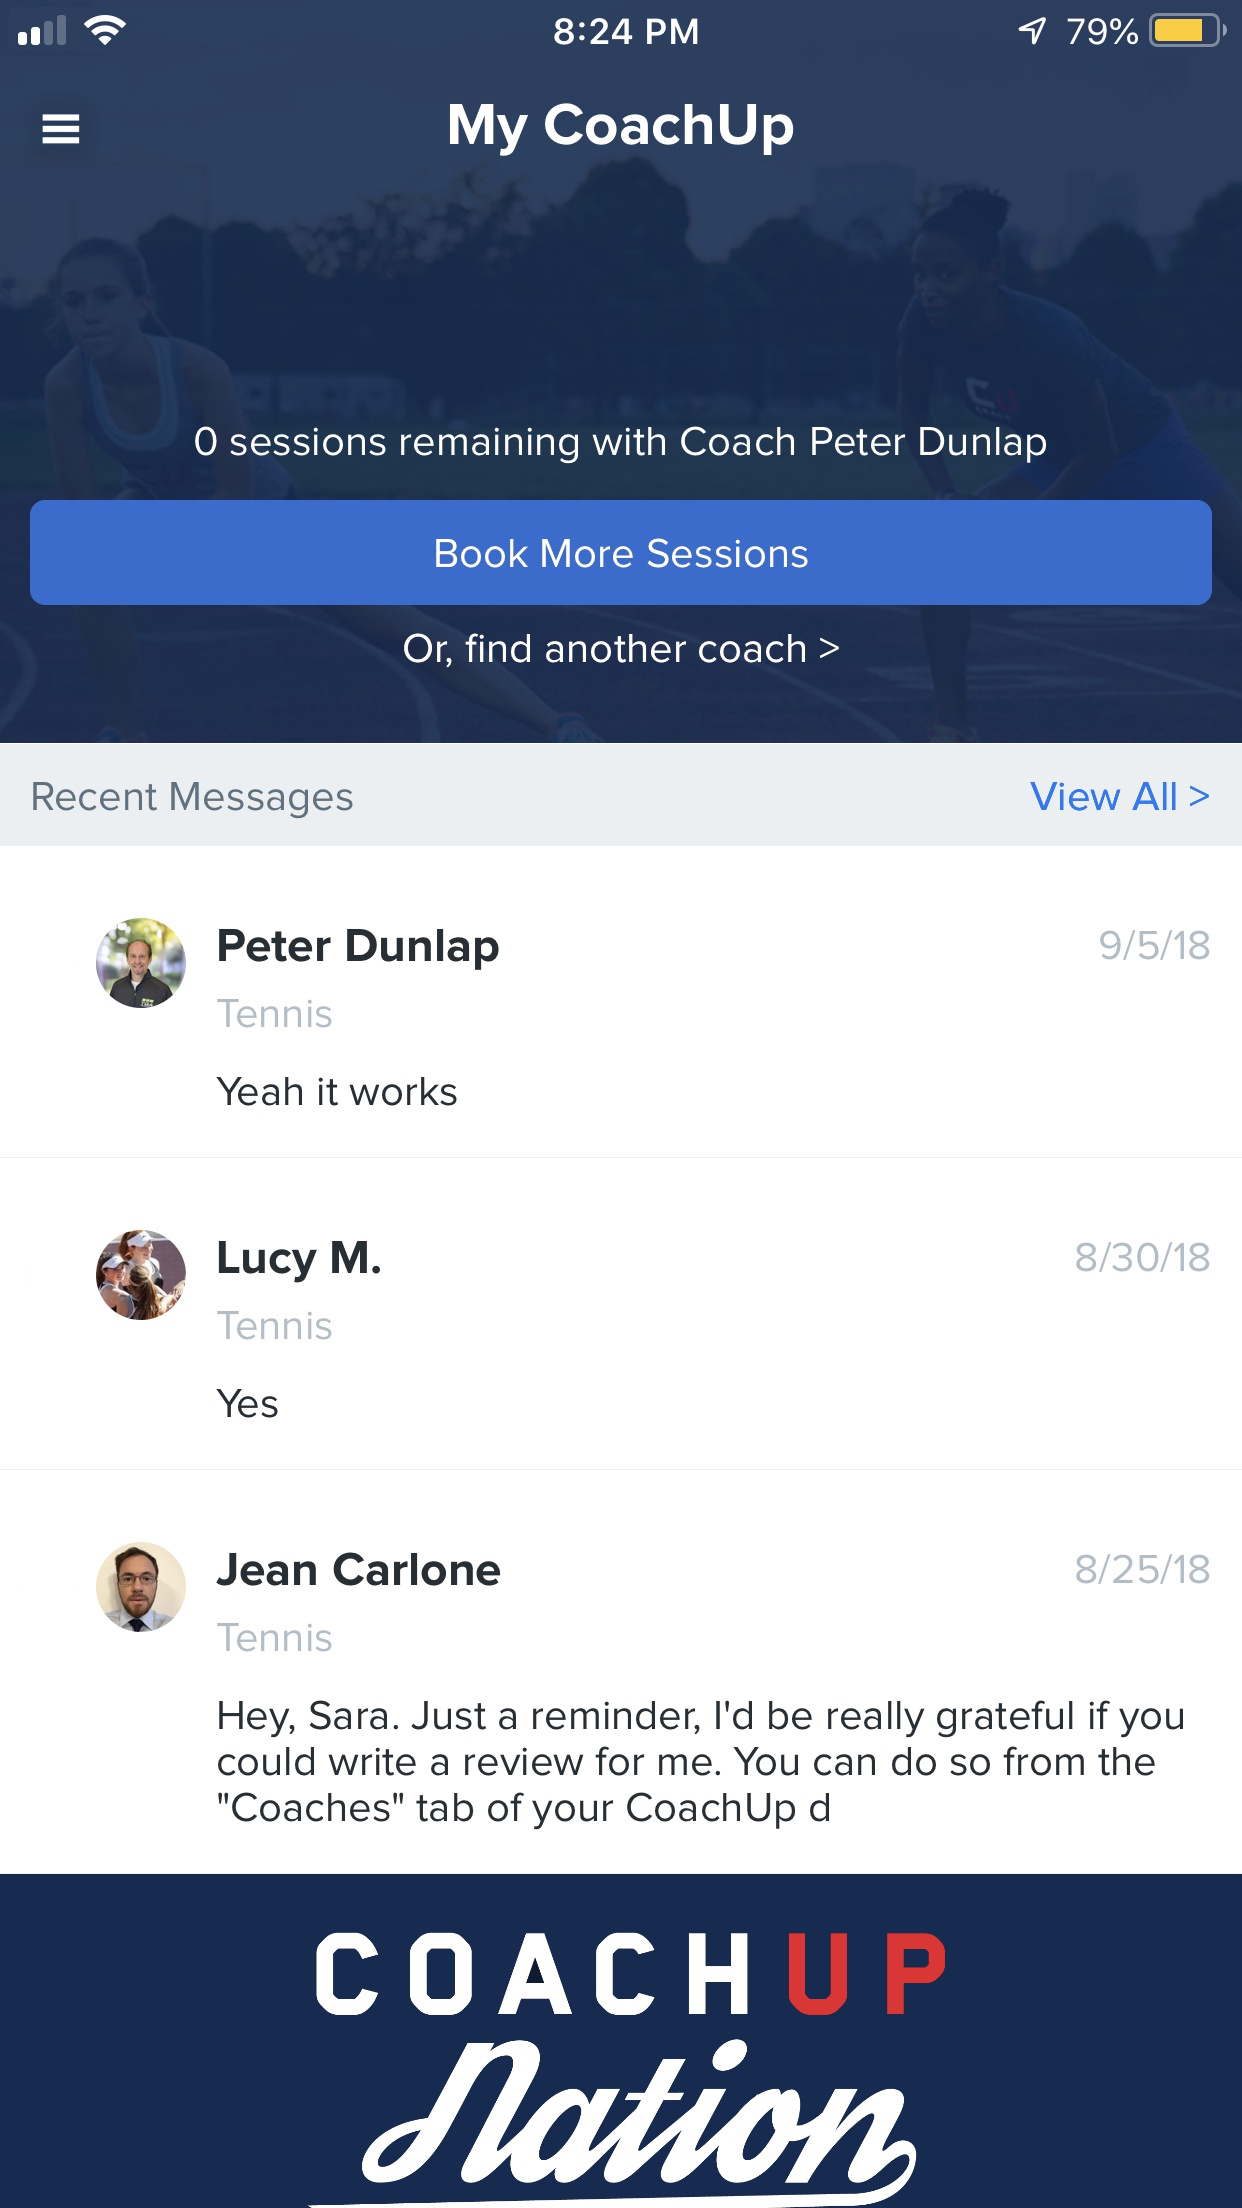 8:24 PM
79%
My CoachUp
0 sessions remaining with Coach Peter Dunlap
Book More Sessions
Or, find another coach >
Recent Messages
View All >
Peter Dunlap
9/5/18
Tennis
Yeah it works
Lucy M.
8/30/18
Tennis
Yes
Jean Carlone
8/25/18
Tennis
Hey, Sara. Just a reminder, I'd be really grateful if you
could write a review for me. You can do so from the
"Coaches" tab of your CoachUp d
COACHUP
Nation